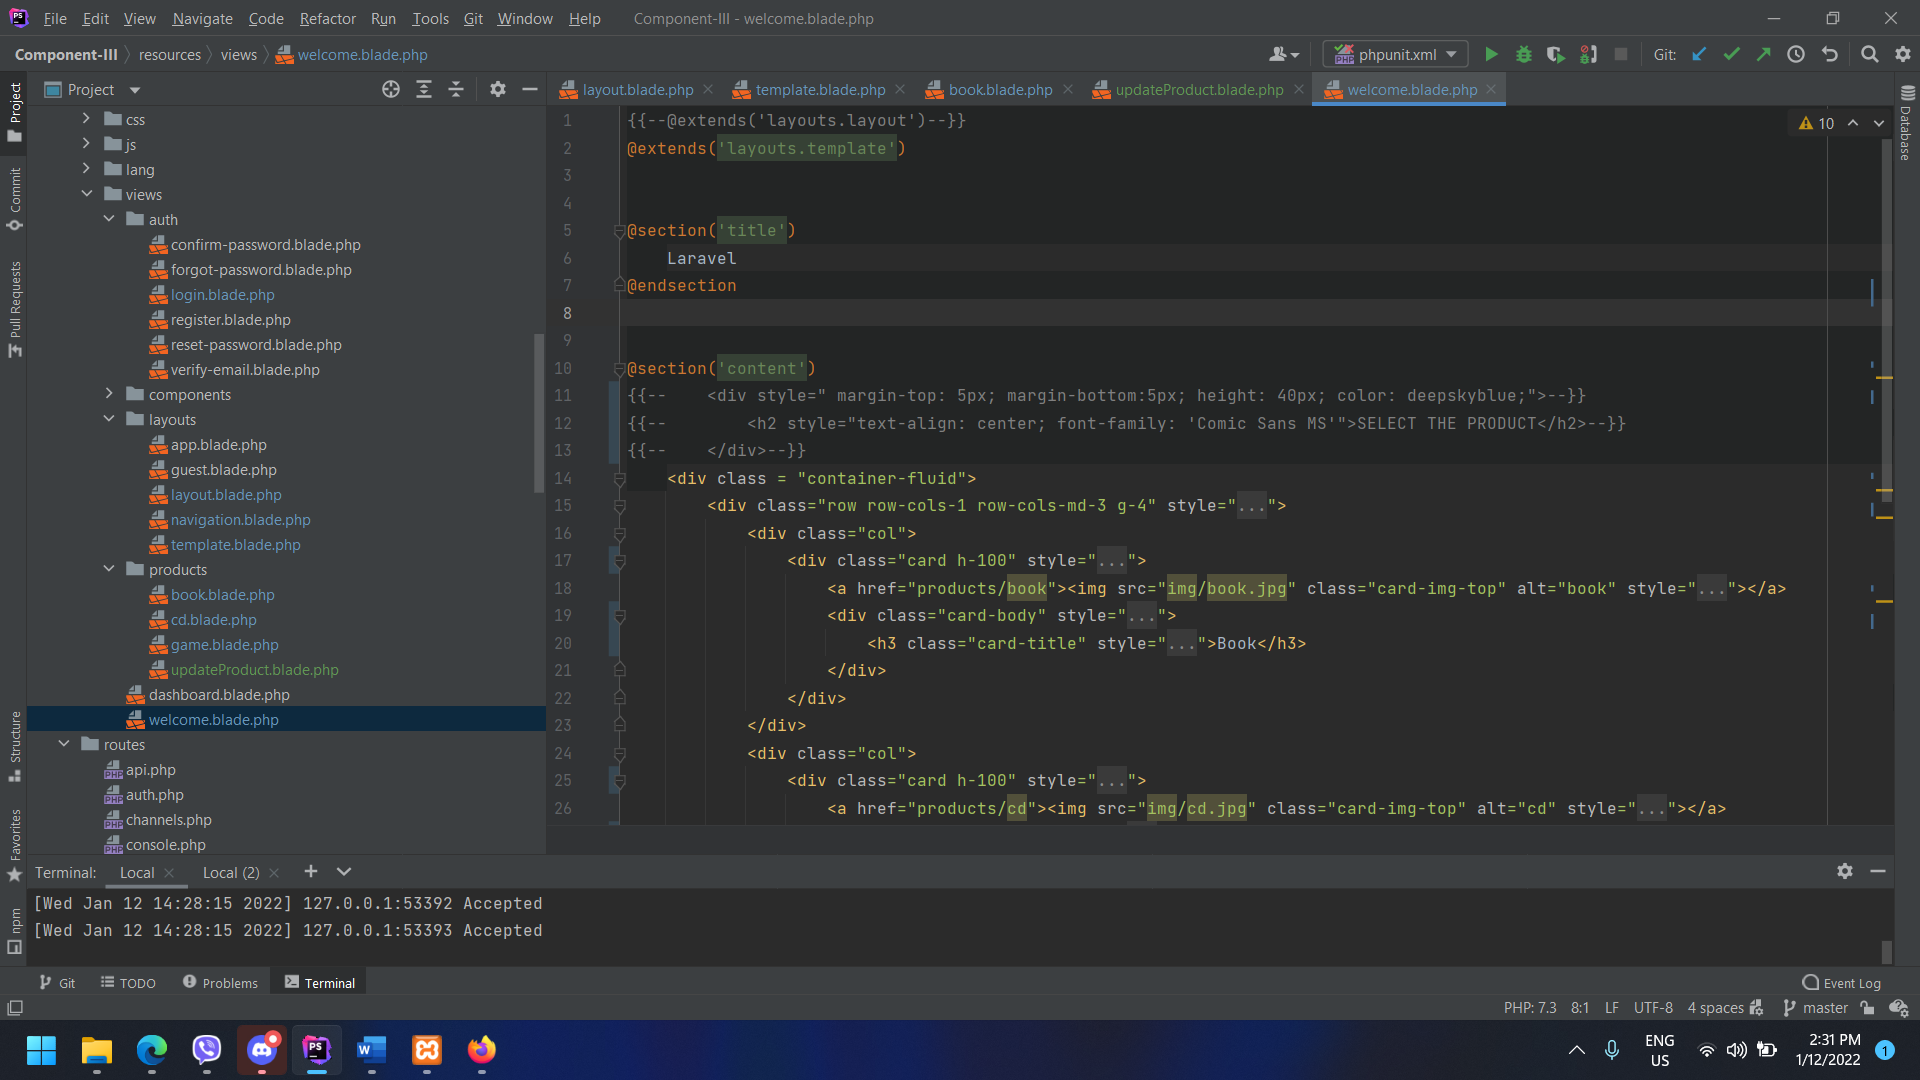 File Edit View Navigate Code Refactor Run Tools Git Window Help Component-III - welcome.blade.php
Component-III resources views welcome.blade.php phpunit.xml Git:
Project layout.blade.php template.blade.php book.blade.php updateProduct.blade.php welcome.blade.php
Project
Commit
Pull Requests
Structure
Favorites
npm
Database
css
js
lang
views
auth
confirm-password.blade.php
forgot-password.blade.php
login.blade.php
register.blade.php
reset-password.blade.php
verify-email.blade.php
components
layouts
app.blade.php
guest.blade.php
layout.blade.php
navigation.blade.php
template.blade.php
products
book.blade.php
cd.blade.php
game.blade.php
updateProduct.blade.php
dashboard.blade.php
welcome.blade.php
routes
api.php
auth.php
channels.php
console.php
10
1 {{--@extends('layouts.layout')--}}
2 @extends('layouts.template')
3
4
5 @section('title')
6 Laravel
7 @endsection
8
9
10 @section('content')
11 {{-- <div style=" margin-top: 5px; margin-bottom:5px; height: 40px; color: deepskyblue;">--}}
12 {{-- <h2 style="text-align: center; font-family: 'Comic Sans MS'">SELECT THE PRODUCT</h2>--}}
13 {{-- </div>--}}
14 <div class = "container-fluid">
15 <div class="row row-cols-1 row-cols-md-3 g-4" style="...">
16 <div class="col">
17 <div class="card h-100" style="...">
18 <a href="products/book"><img src="img/book.jpg" class="card-img-top" alt="book" style="..."></a>
19 <div class="card-body" style="...">
20 <h3 class="card-title" style="...">Book</h3>
21 </div>
22 </div>
23 </div>
24 <div class="col">
25 <div class="card h-100" style="...">
26 <a href="products/cd"><img src="img/cd.jpg" class="card-img-top" alt="cd" style="..."></a>
Terminal: Local Local (2)
[Wed Jan 12 14:28:15 2022] 127.0.0.1:53392 Accepted
[Wed Jan 12 14:28:15 2022] 127.0.0.1:53393 Accepted
Git TODO Problems Terminal Event Log
PHP: 7.3 8:1 LF UTF-8 4 spaces master
ENG
US
2:31 PM
1/12/2022
1